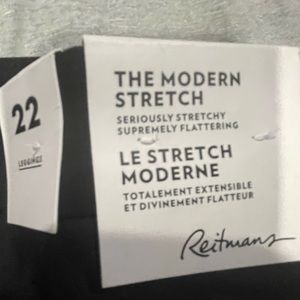 22
LEGGINGS
THE MODERN
STRETCH
SERIOUSLY STRETCHY
SUPREMELY FLATTERING
LE STRETCH
MODERNE
TOTALEMENT EXTENSIBLE
ET DIVINEMENT FLATTEUR
Reitmans